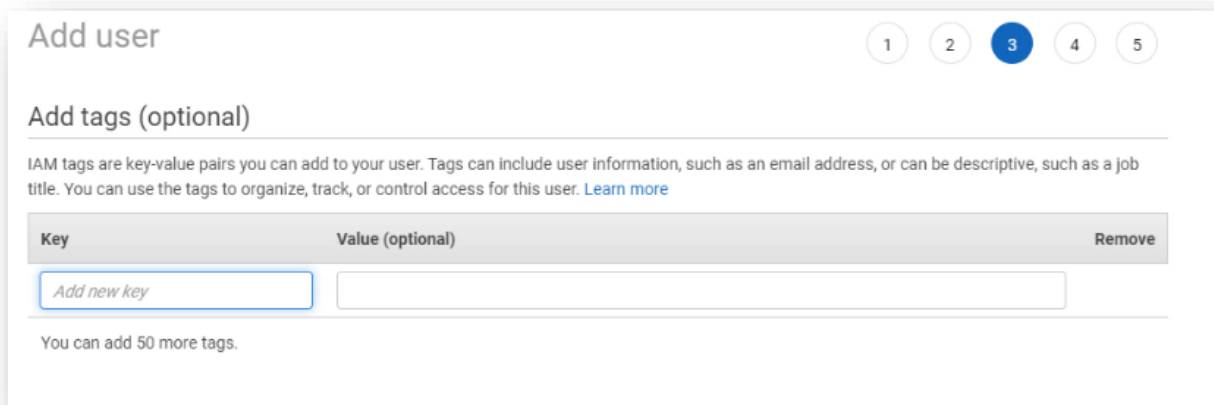 Add user
1 2 3 4 5
Add tags (optional)
IAM tags are key-value pairs you can add to your user. Tags can include user information, such as an email address, or can be descriptive, such as a job
title. You can use the tags to organize, track, or control access for this user. Learn more
Key Value (optional) Remove
Add new key
You can add 50 more tags.